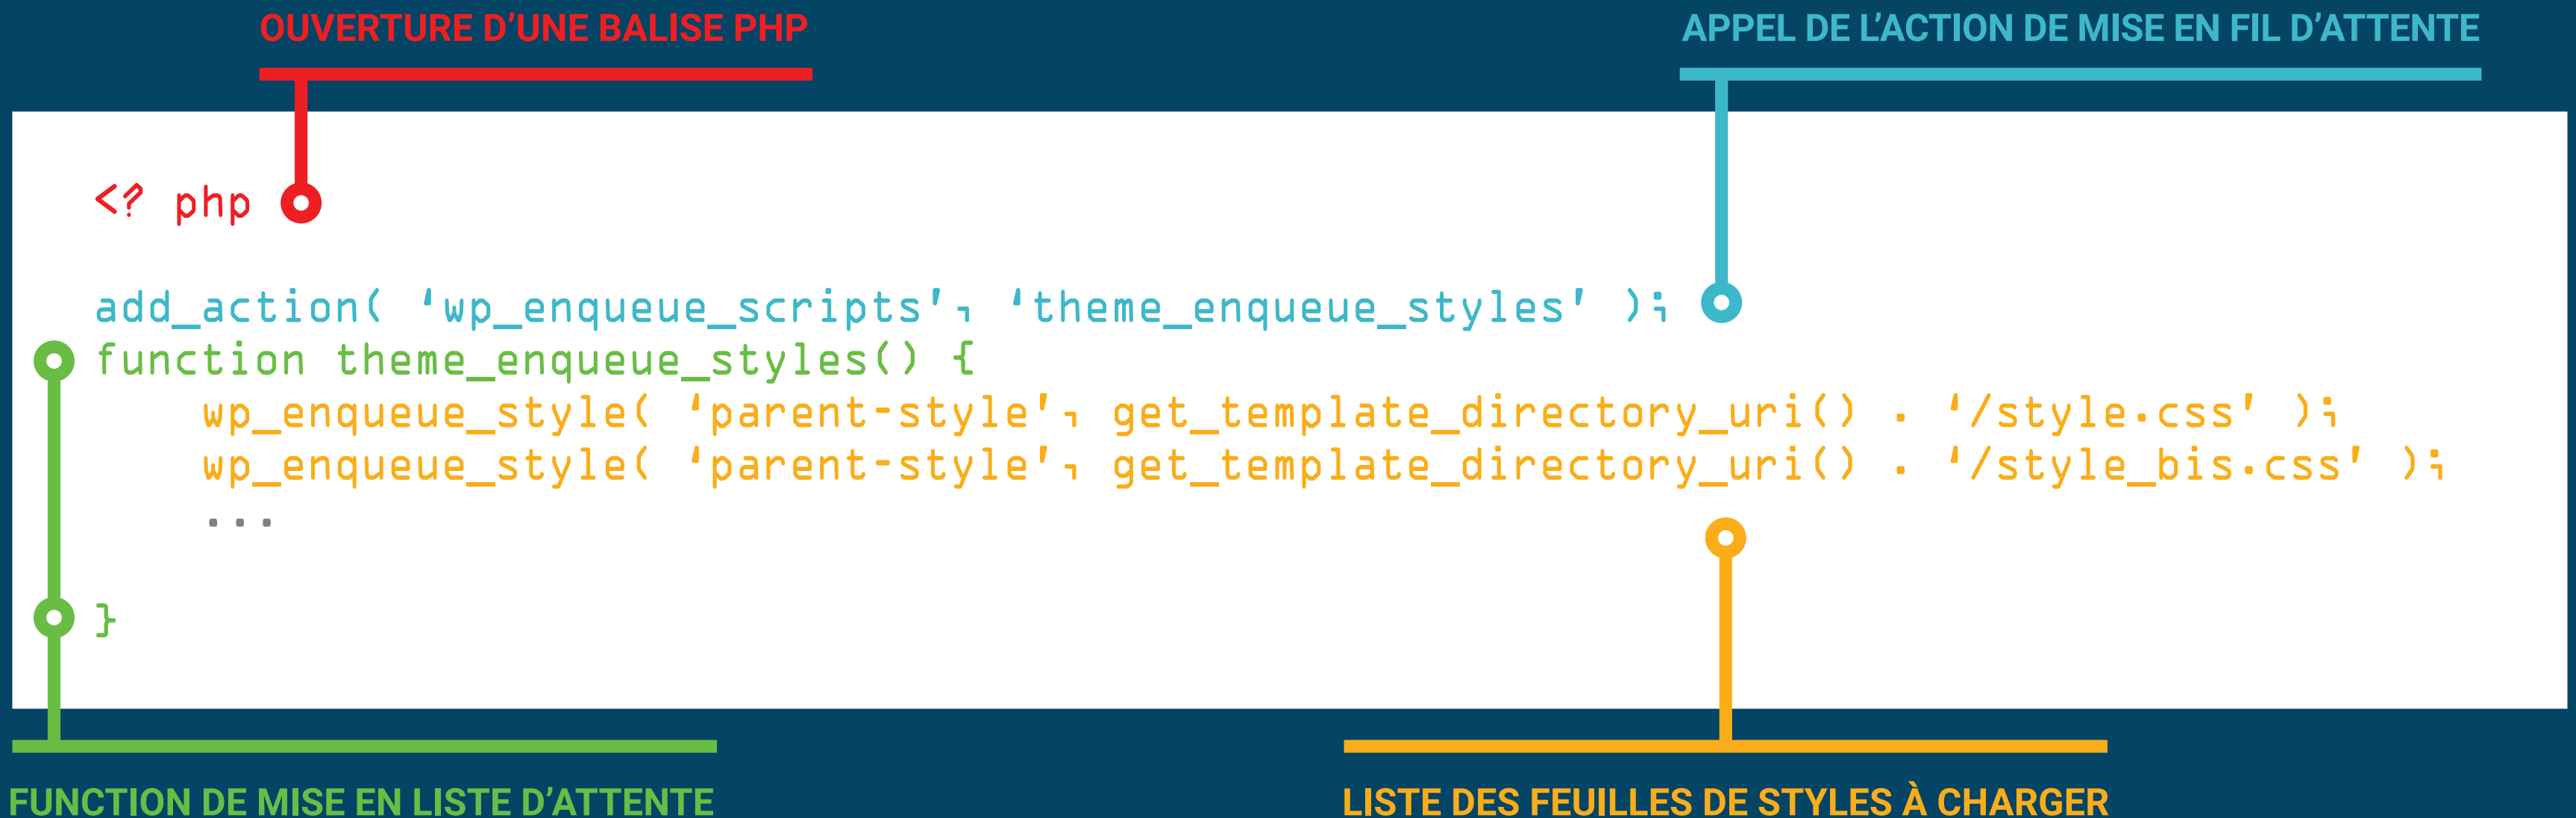 OUVERTURE D’UNE BALISE PHP
APPEL DE L’ACTION DE MISE EN FIL D’ATTENTE
<? php
add_action( ‘wp_enqueue_scripts’, ‘theme_enqueue_styles’ );
function theme_enqueue_styles() {
wp_enqueue_style( ‘parent-style’, get_template_directory_uri() . ‘/style.css’ );
wp_enqueue_style( ‘parent-style’, get_template_directory_uri() . ‘/style_bis.css’ );
...
}
FUNCTION DE MISE EN LISTE D’ATTENTE
LISTE DES FEUILLES DE STYLES À CHARGER